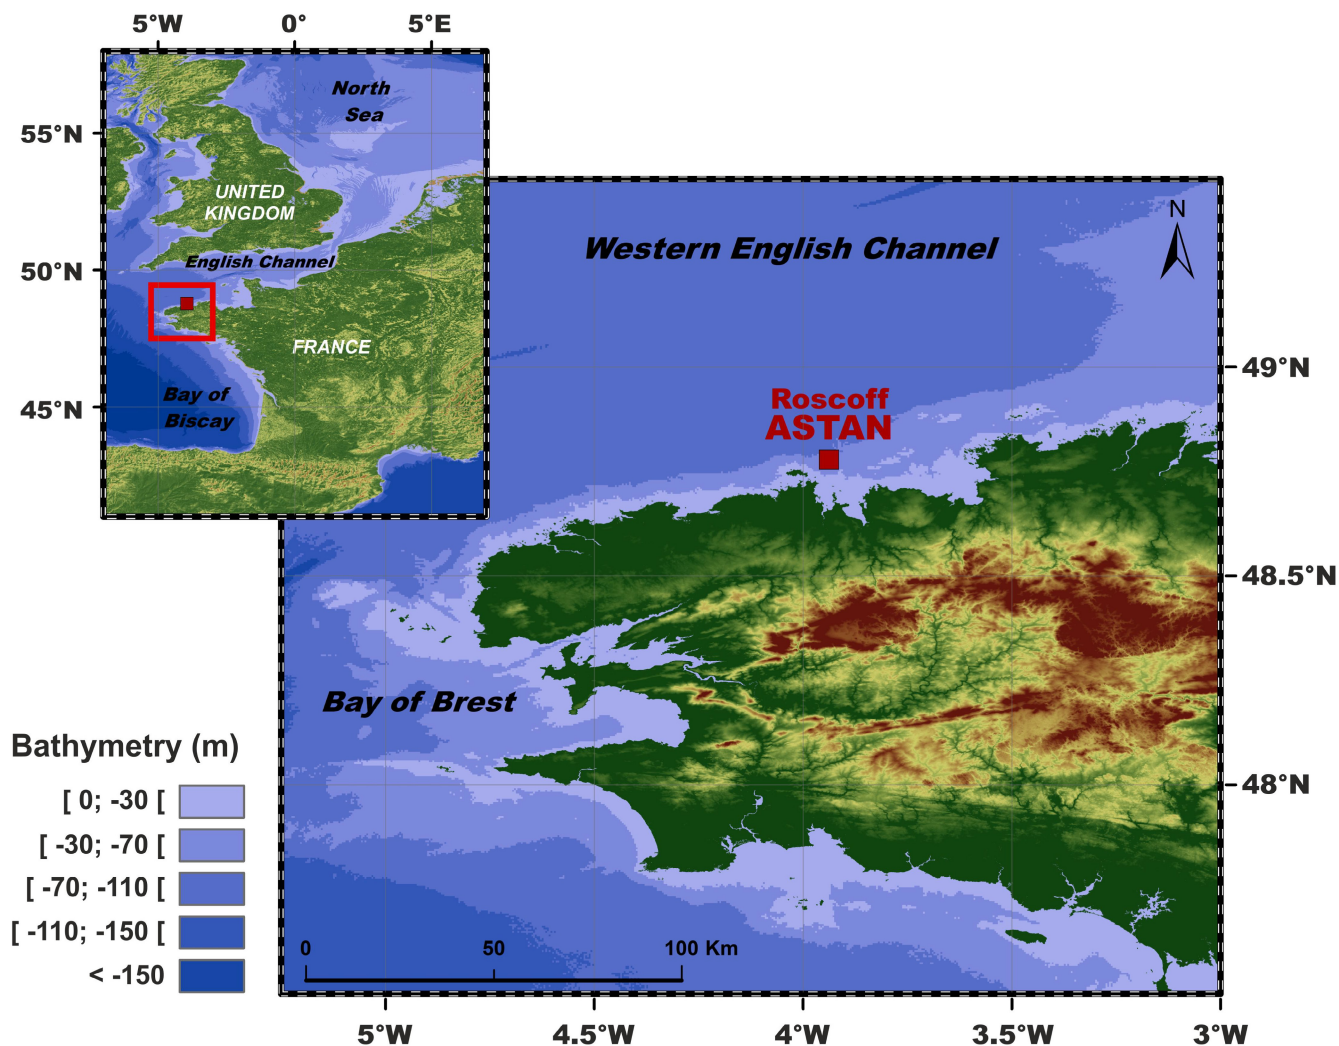 5°W 0° 5°E
55°N
50°N
45°N
North
Sea
UNITED
KINGDOM
English Channel
FRANCE
Bay of
Biscay
Western English Channel
N
49°N
48.5°N
48°N
Roscoff
ASTAN
Bay of Brest
Bathymetry (m)
[ 0; -30 [
[ -30; -70 [
[ -70; -110 [
[ -110; -150 [
< -150
0 50 100 Km
5°W 4.5°W 4°W 3.5°W 3°W